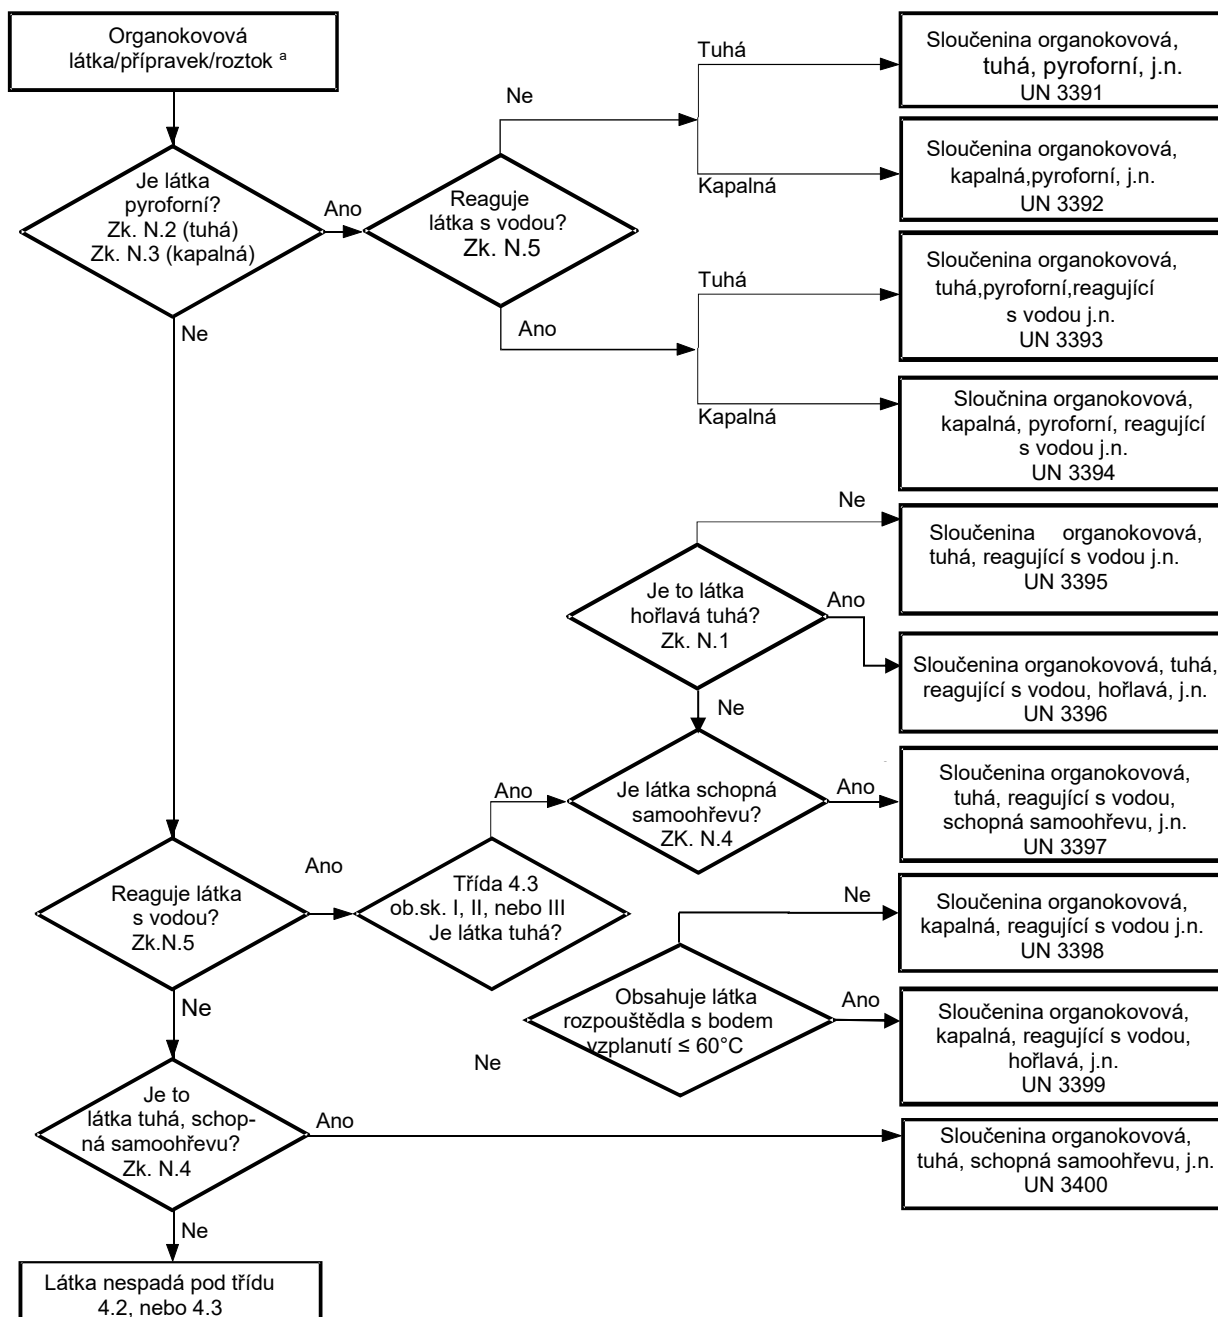 Organokovová
látka/přípravek/roztok ª
Je látka
pyroforní?
Zk. N.2 (tuhá)
Zk. N.3 (kapalná)
Ano
Ne
Reaguje
látka s vodou?
Zk. N.5
Ne
Ano
Tuhá
Kapalná
Tuhá
Kapalná
Sloučenina organokovová,
tuhá, pyroforní, j.n.
UN 3391
Sloučenina organokovová,
kapalná,pyroforní, j.n.
UN 3392
Sloučenina organokovová,
tuhá,pyroforní,reagující
s vodou j.n.
UN 3393
Sloučnina organokovová,
kapalná, pyroforní, reagující
s vodou j.n.
UN 3394
Ne
Sloučenina organokovová,
tuhá, reagující s vodou j.n.
UN 3395
Je to látka
hořlavá tuhá?
Zk. N.1
Ano
Ne
Sloučenina organokovová, tuhá,
reagující s vodou, hořlavá, j.n.
UN 3396
Je látka schopná
samoohřevu?
ZK. N.4
Ano
Ano
Sloučenina organokovová,
tuhá, reagující s vodou,
schopná samoohřevu, j.n.
UN 3397
Reaguje látka
s vodou?
Zk.N.5
Ano
Ne
Třída 4.3
ob.sk. I, II, nebo III
Je látka tuhá?
Ne
Ne
Sloučenina organokovová,
kapalná, reagující s vodou j.n.
UN 3398
Obsahuje látka
rozpouštědla s bodem
vzplanutí ≤ 60°C
Ano
Sloučenina organokovová,
kapalná, reagující s vodou,
hořlavá, j.n.
UN 3399
Je to
látka tuhá, schop-
ná samoohřevu?
Zk. N.4
Ano
Ne
Sloučenina organokovová,
tuhá, schopná samoohřevu, j.n.
UN 3400
Látka nespadá pod třídu
4.2, nebo 4.3